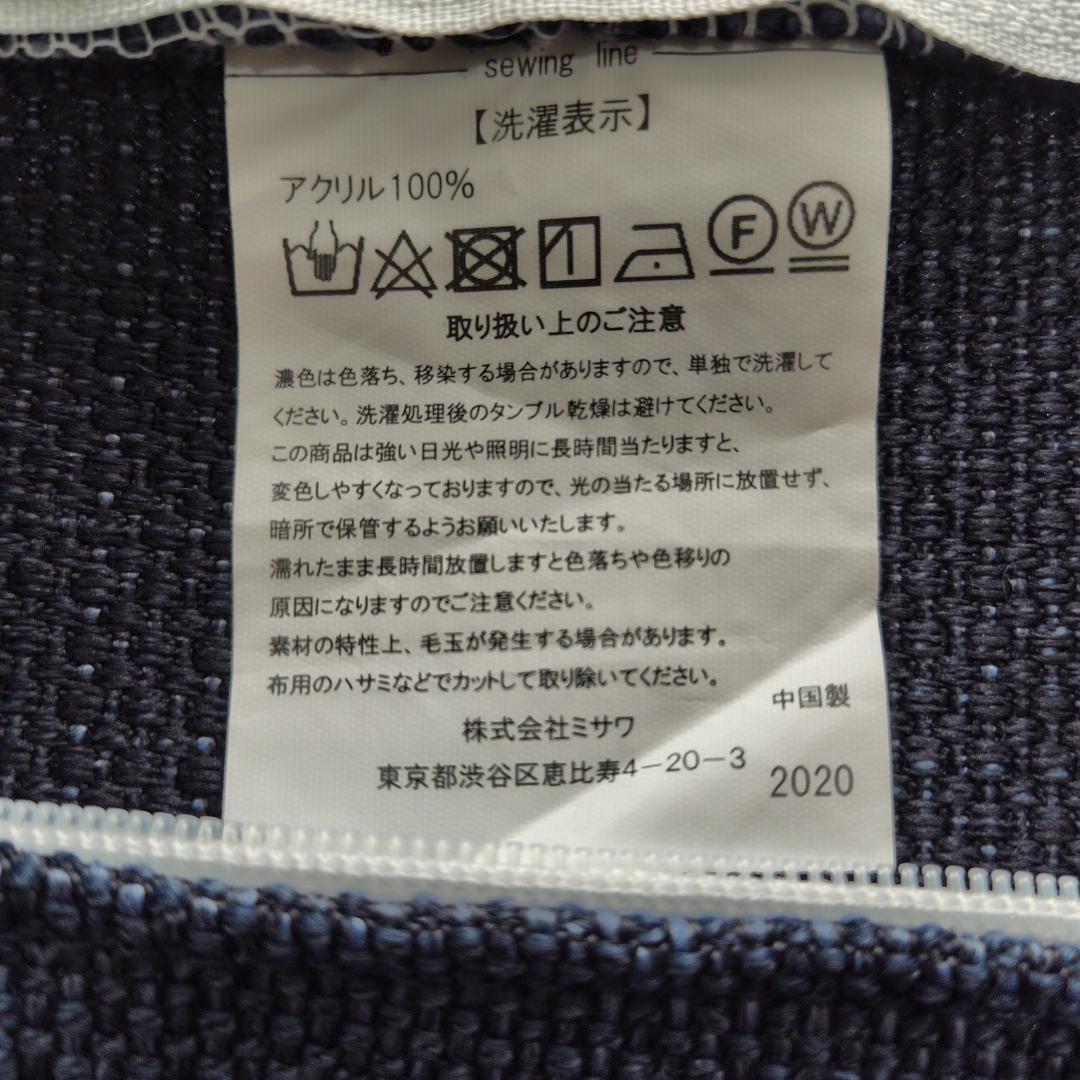 sewing line
【洗濯表示】
アクリル100%
F W
取り扱い上のご注意
濃色は色落ち、移染する場合がありますので、単独で洗濯して
ください。洗濯処理後のタンブル乾燥は避けてください。
この商品は強い日光や照明に長時間当たりますと、
変色しやすくなっておりますので、光の当たる場所に放置せず、
暗所で保管するようお願いいたします。
濡れたまま長時間放置しますと色落ちや色移りの
原因になりますのでご注意ください。
素材の特性上、毛玉が発生する場合があります。
布用のハサミなどでカットして取り除いてください。
中国製
株式会社ミサワ
東京都渋谷区恵比寿4-20-3
2020